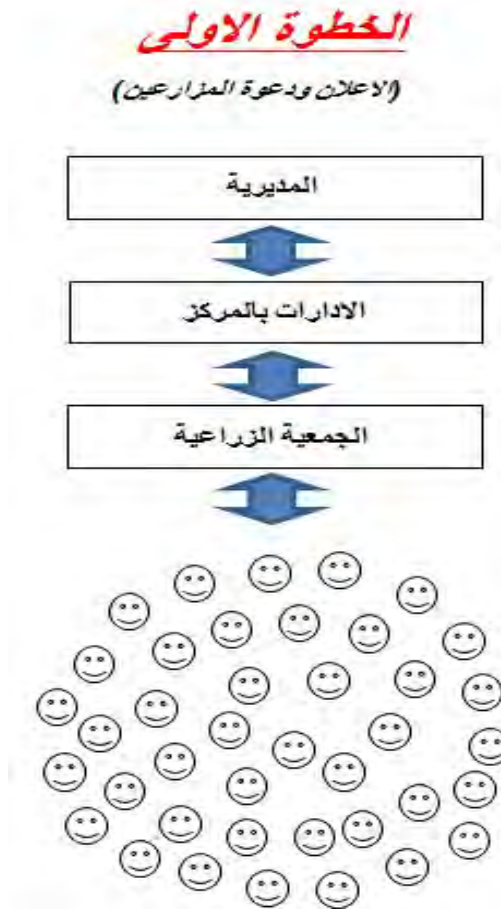 الخطوة الاولى
(الاعلان ودعوة المزارعين)
المديرية
الادارات بالمركز
الجمعية الزراعية